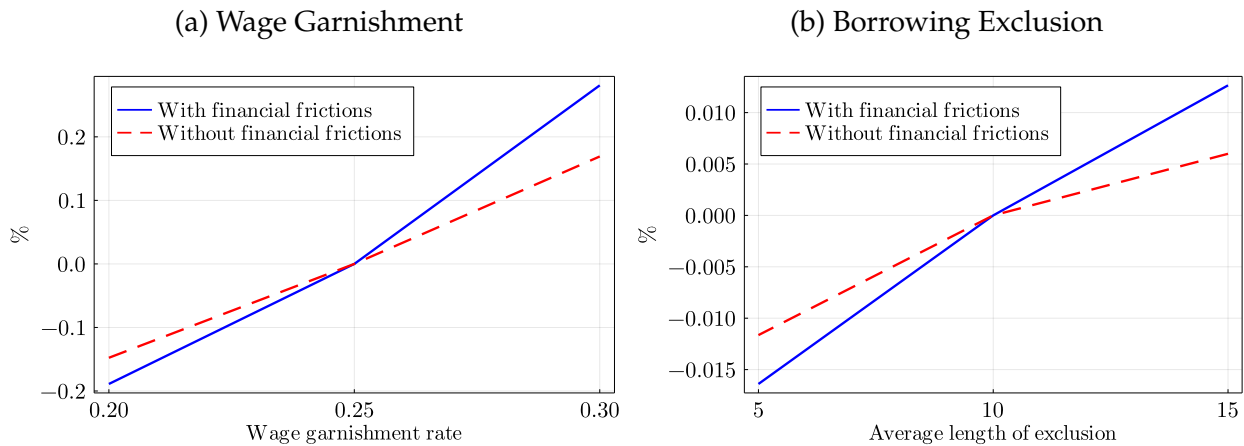 (a) Wage Garnishment
With financial frictions
Without financial frictions
%
0.2
0.1
0.0
−0.1
−0.2
0.20
0.25
0.30
Wage garnishment rate
(b) Borrowing Exclusion
With financial frictions
Without financial frictions
%
0.010
0.005
0.000
−0.005
−0.010
−0.015
5
10
15
Average length of exclusion